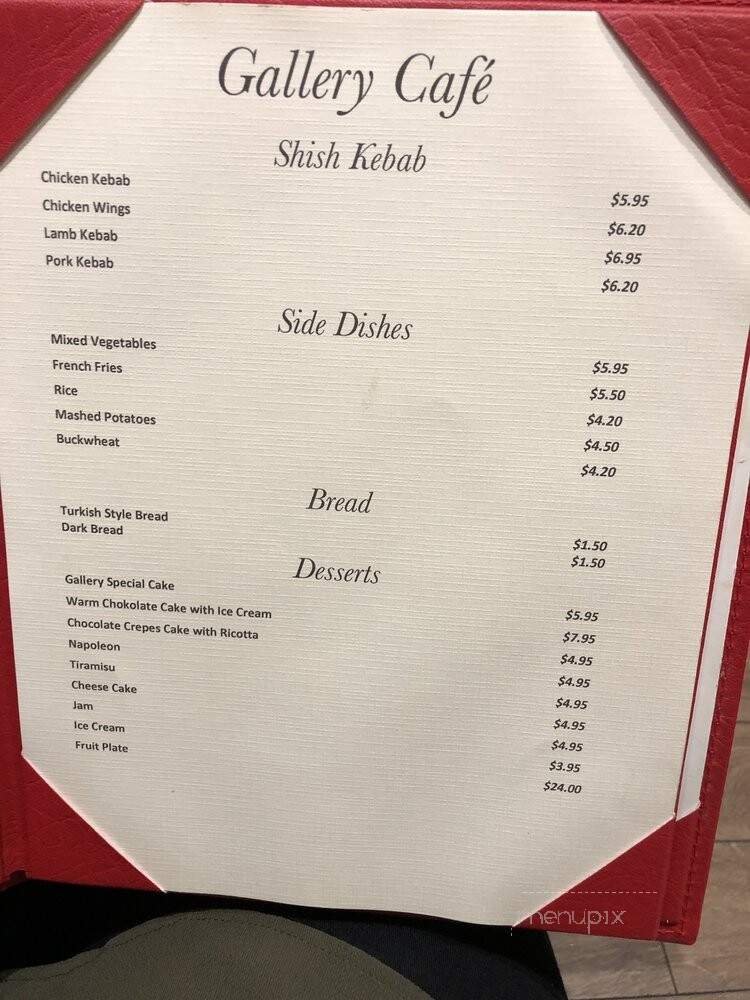 Gallery Café
Shish Kebab
Chicken Kebab $5.95
Chicken Wings $6.20
Lamb Kebab $6.95
Pork Kebab $6.20
Side Dishes
Mixed Vegetables $5.95
French Fries $5.50
Rice $4.20
Mashed Potatoes $4.50
Buckwheat $4.20
Bread
Turkish Style Bread $1.50
Dark Bread $1.50
Desserts
Gallery Special Cake $5.95
Warm Chokolate Cake with Ice Cream $7.95
Chocolate Crepes Cake with Ricotta $4.95
Napoleon $4.95
Tiramisu $4.95
Cheese Cake $4.95
Jam $4.95
Ice Cream $3.95
Fruit Plate $24.00
menupix